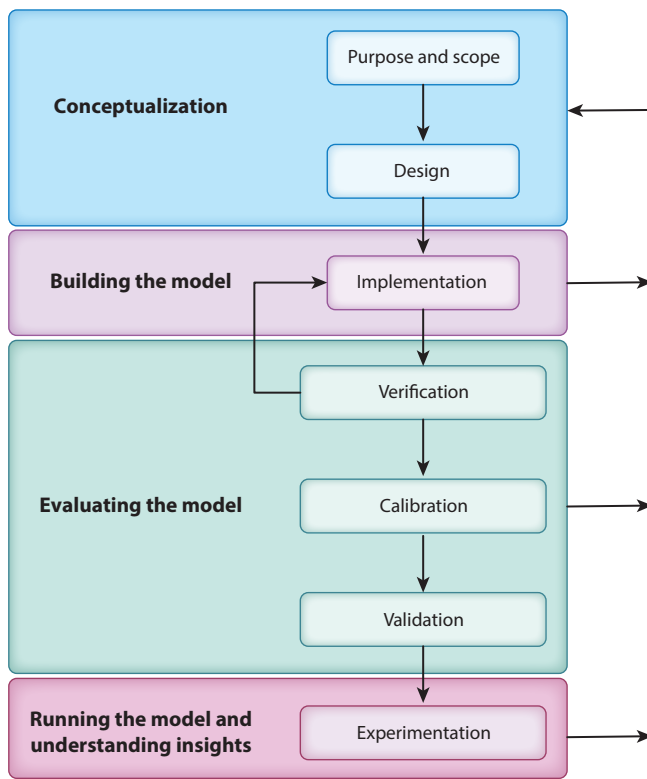 Purpose and scope
Conceptualization
Design
Building the model
Implementation
Verification
Evaluating the model
Calibration
Validation
Running the model and
understanding insights
Experimentation